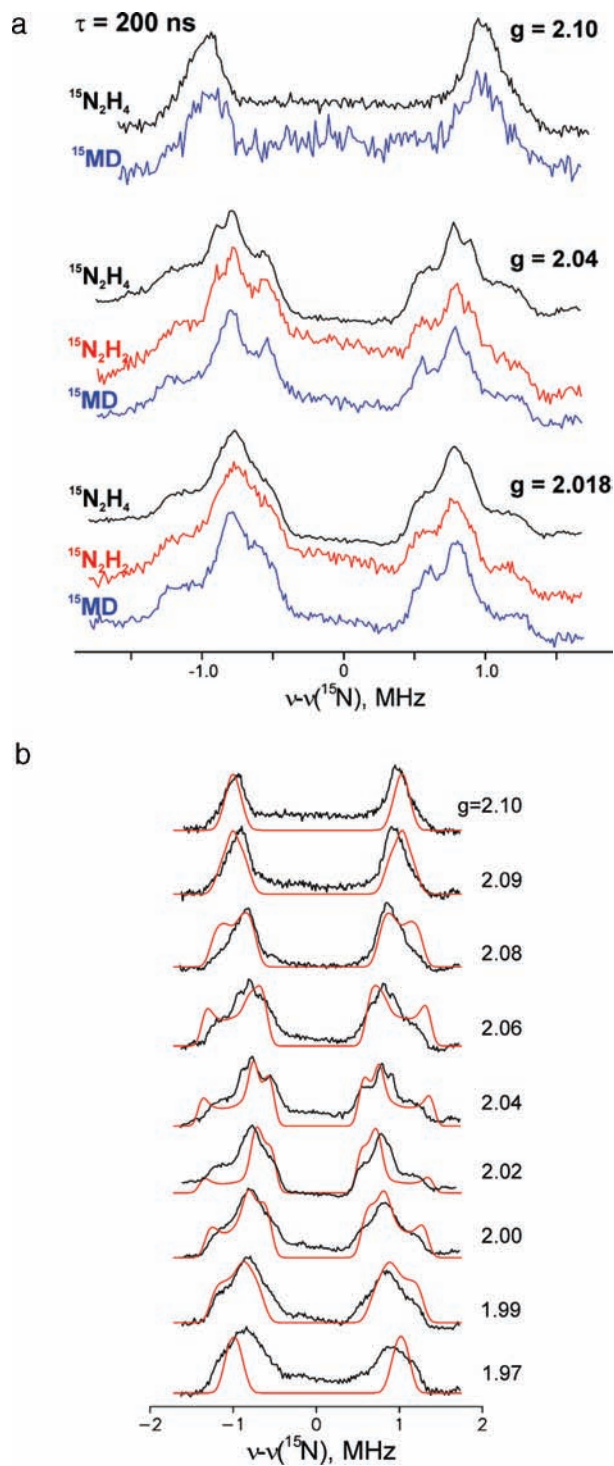 a
τ = 200 ns
g = 2.10
¹⁵N₂H₄
¹⁵MD
¹⁵N₂H₄
g = 2.04
¹⁵N₂H₂
¹⁵MD
¹⁵N₂H₄
g = 2.018
¹⁵N₂H₂
¹⁵MD
-1.0 0 1.0
ν-ν(¹⁵N), MHz
b
g=2.10
2.09
2.08
2.06
2.04
2.02
2.00
1.99
1.97
−2 −1 0 1 2
ν-ν(¹⁵N), MHz